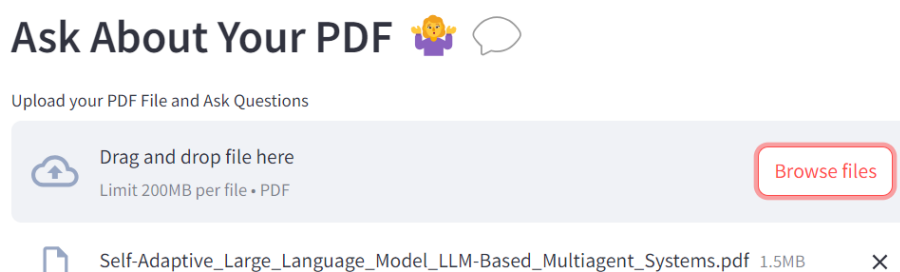 Ask About Your PDF 🤷‍♀️ 💬
Upload your PDF File and Ask Questions
Drag and drop file here
Limit 200MB per file • PDF
Browse files
Self-Adaptive_Large_Language_Model_LLM-Based_Multiagent_Systems.pdf 1.5MB